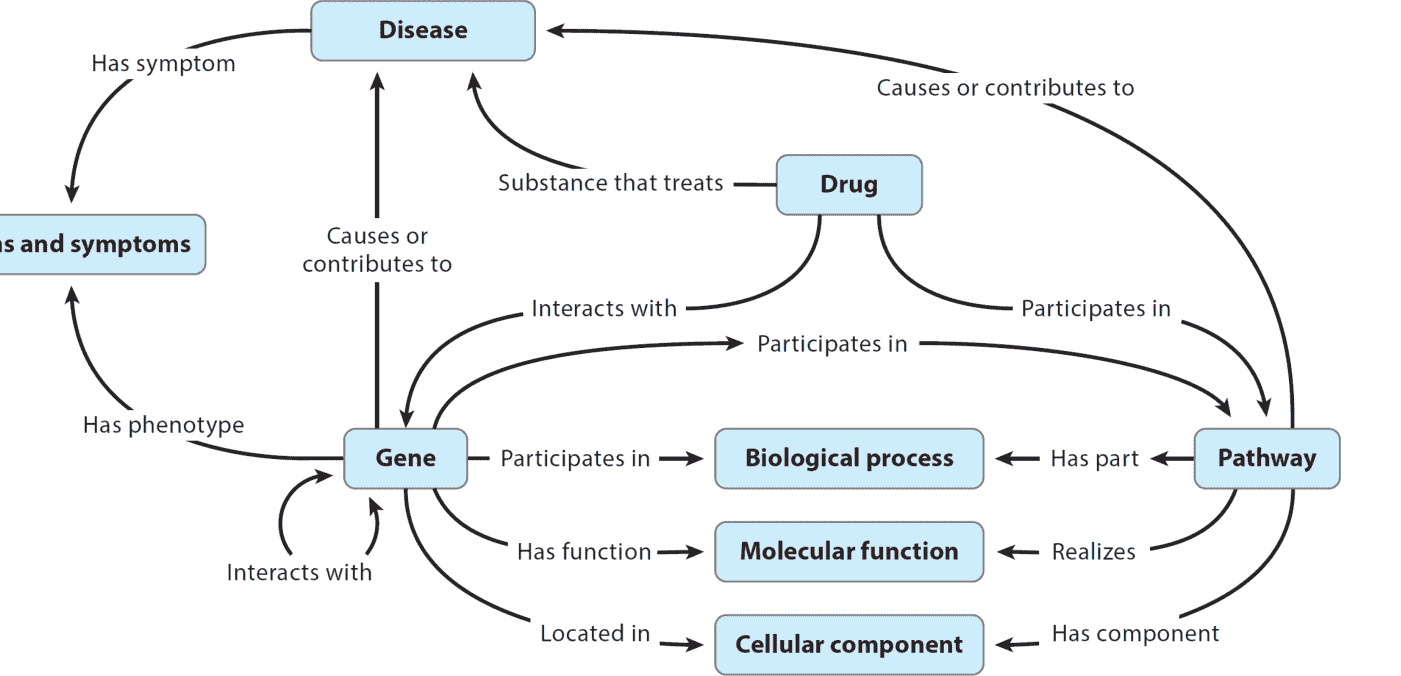 Disease
Has symptom
Causes or contributes to
Substance that treats
Drug
and symptoms
Causes or
contributes to
Interacts with
Participates in
Participates in
Has phenotype
Gene
Participates in
Biological process
Has part
Pathway
Has function
Molecular function
Realizes
Interacts with
Located in
Cellular component
Has component